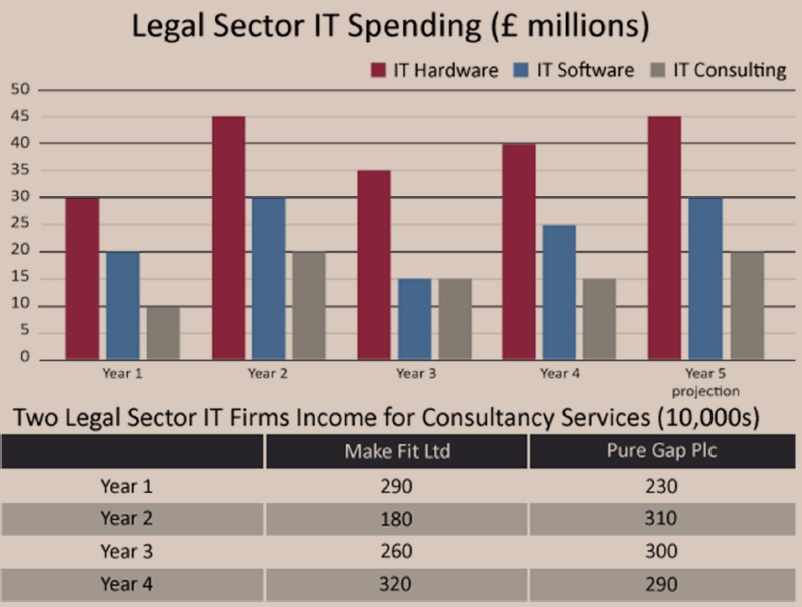 Legal Sector IT Spending (£ millions)
IT Hardware IT Software IT Consulting
50
45
40
35
30
25
20
15
10
5
0
Year 1 Year 2 Year 3 Year 4 Year 5
projection
Two Legal Sector IT Firms Income for Consultancy Services (10,000s)
Make Fit Ltd Pure Gap Plc
Year 1 290 230
Year 2 180 310
Year 3 260 300
Year 4 320 290